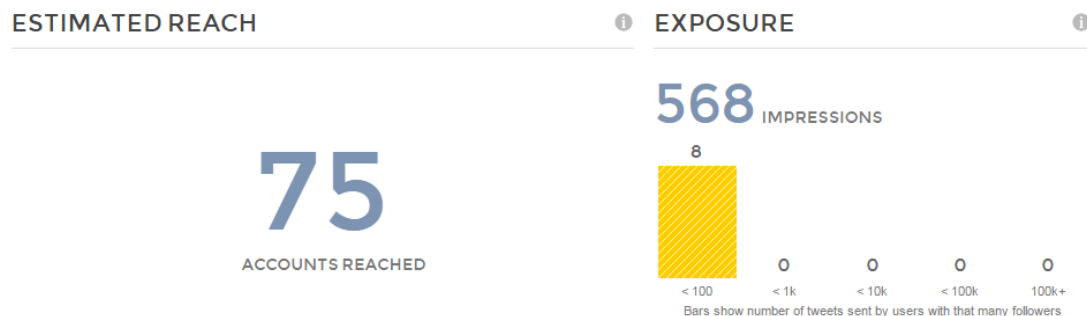 ESTIMATED REACH
75
ACCOUNTS REACHED
EXPOSURE
568 IMPRESSIONS
8 0 0 0 0
< 100 < 1k < 10k < 100k 100k+
Bars show number of tweets sent by users with that many followers